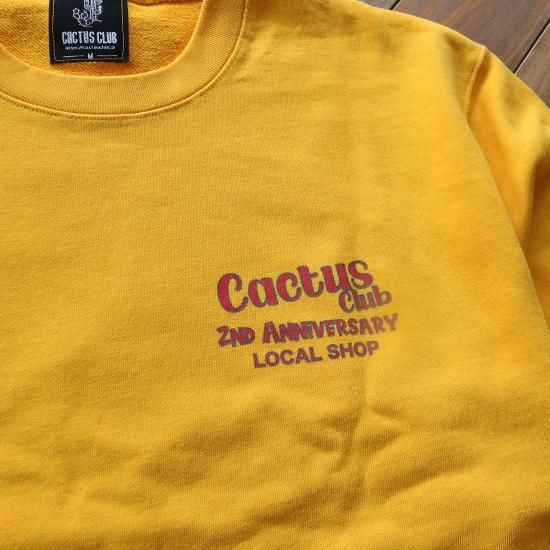 CACTUS CLUB
M
Cactus
Club
2ND ANNIVERSARY
LOCAL SHOP